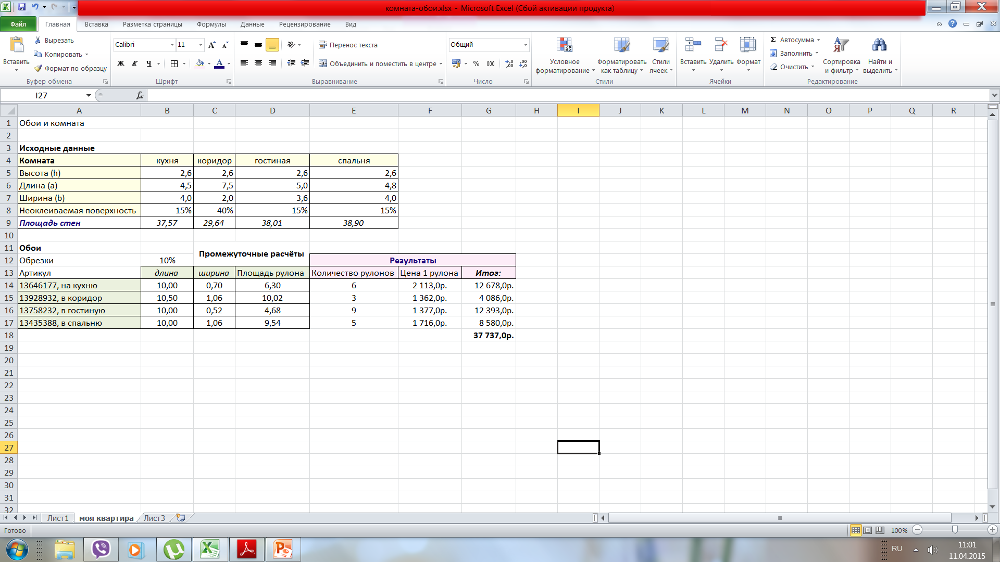 комната-обои.xlsx - Microsoft Excel (Сбой активации продукта)
Файл Главная Вставка Разметка страницы Формулы Данные Рецензирование Вид
Вставить
Вырезать
Копировать
Формат по образцу
Буфер обмена
Calibri 11
Ж К Ч А
Шрифт
Перенос текста
Объединить и поместить в центре
Выравнивание
Общий
% 000
Число
Условное форматирование
Форматировать как таблицу
Стили ячеек
Стили
Вставить Удалить Формат
Ячейки
Σ Автосумма
Заполнить
Очистить
Сортировка и фильтр
Найти и выделить
Редактирование
I27 fx
A B C D E F G H I J K L M N O P Q R
1 Обои и комната
2
3 Исходные данные
4 Комната кухня коридор гостиная спальня
5 Высота (h) 2,6 2,6 2,6 2,6
6 Длина (a) 4,5 7,5 5,0 4,8
7 Ширина (b) 4,0 2,0 3,6 4,0
8 Неоклеиваемая поверхность 15% 40% 15% 15%
9 Площадь стен 37,57 29,64 38,01 38,90
10
11 Обои
Промежуточные расчёты
12 Обрезки 10% Результаты
13 Артикул длина ширина Площадь рулона Количество рулонов Цена 1 рулона Итог:
14 13646177, на кухню 10,00 0,70 6,30 6 2 113,0р. 12 678,0р.
15 13928932, в коридор 10,50 1,06 10,02 3 1 362,0р. 4 086,0р.
16 13758232, в гостиную 10,00 0,52 4,68 9 1 377,0р. 12 393,0р.
17 13435388, в спальню 10,00 1,06 9,54 5 1 716,0р. 8 580,0р.
18 37 737,0р.
19
20
21
22
23
24
25
26
27
28
29
30
31
32
Лист1 моя квартира Лист3
Готово 100%
RU 11:01
11.04.2015